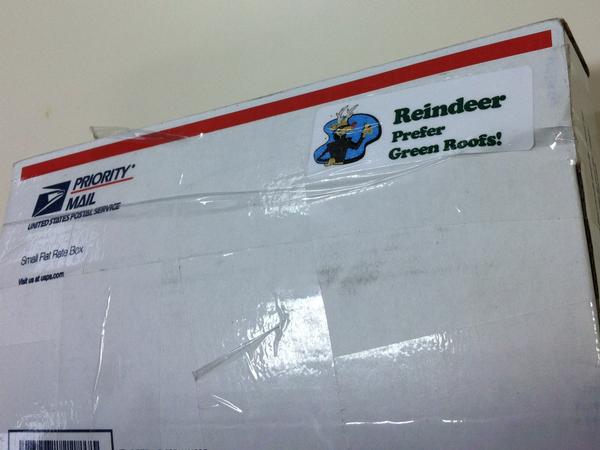 PRIORITY®
MAIL
UNITED STATES POSTAL SERVICE
Small Flat Rate Box
Visit us at usps.com
Reindeer
Prefer
Green Roofs!